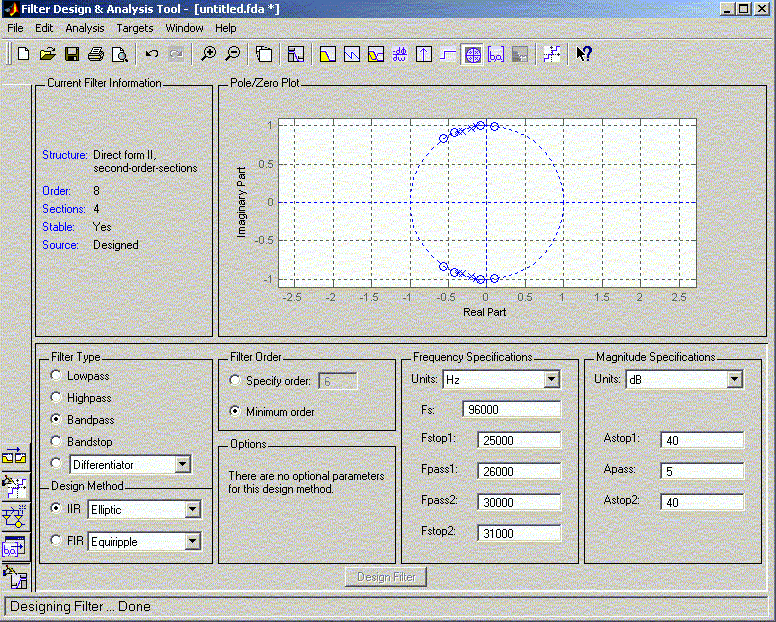 Filter Design & Analysis Tool - [untitled.fda *]
File Edit Analysis Targets Window Help
Current Filter Information
Structure: Direct form II,
second-order-sections
Order: 8
Sections: 4
Stable: Yes
Source: Designed
Pole/Zero Plot
1
0.5
0
-0.5
-1
Imaginary Part
-2.5 -2 -1.5 -1 -0.5 0 0.5 1 1.5 2 2.5
Real Part
Filter Type
Lowpass
Highpass
Bandpass
Bandstop
Differentiator
Design Method
IIR Elliptic
FIR Equiripple
Filter Order
Specify order: 6
Minimum order
Options
There are no optional parameters
for this design method.
Frequency Specifications
Units: Hz
Fs: 96000
Fstop1: 25000
Fpass1: 26000
Fpass2: 30000
Fstop2: 31000
Magnitude Specifications
Units: dB
Astop1: 40
Apass: 5
Astop2: 40
Design Filter
Designing Filter ... Done